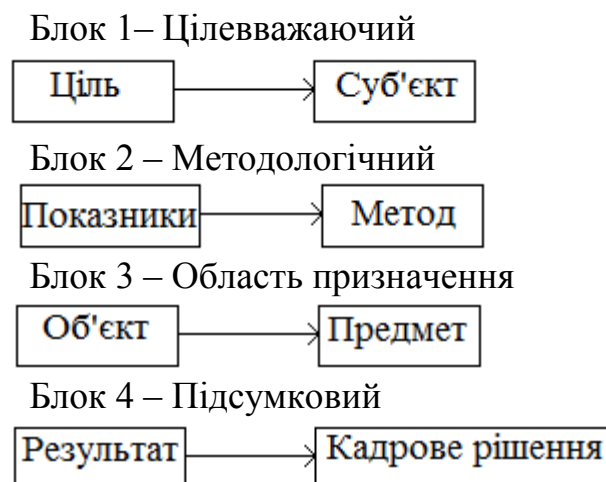 Блок 1– Цілевважаючий
Ціль Суб'єкт
Блок 2 – Методологічний
Показники Метод
Блок 3 – Область призначення
Об'єкт Предмет
Блок 4 – Підсумковий
Результат Кадрове рішення